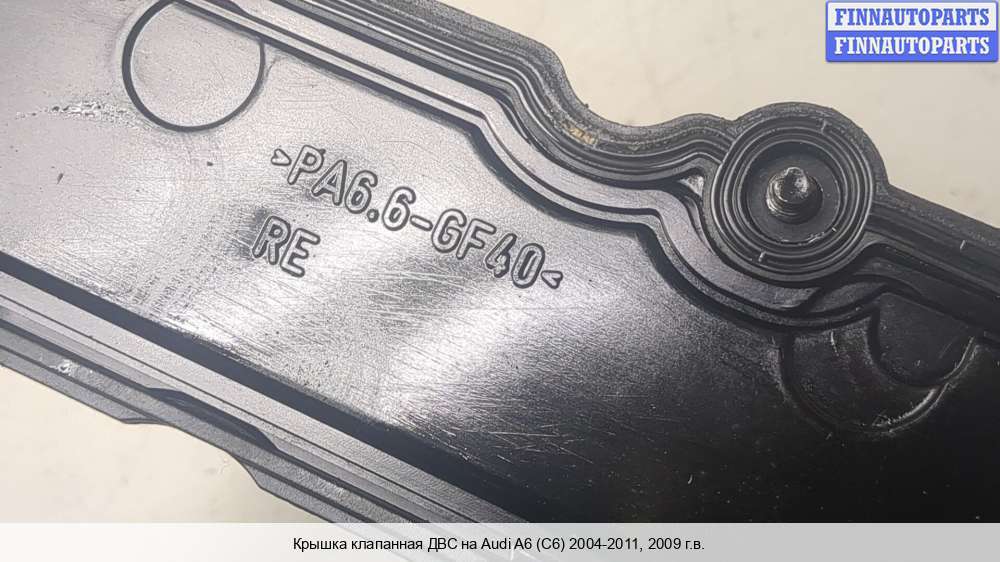 FINNAUTOPARTS
FINNAUTOPARTS
>PA6.6-GF40<
RE
Крышка клапанная ДВС на Audi A6 (C6) 2004-2011, 2009 г.в.